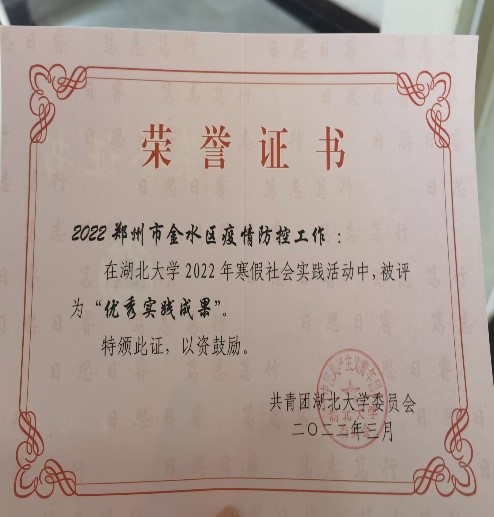 荣誉证书
2022郑州市金水区疫情防控工作：
在湖北大学2022年寒假社会实践活动中，被评
为“优秀实践成果”。
特颁此证，以资鼓励。
共青团湖北大学委员会
二〇二二年三月